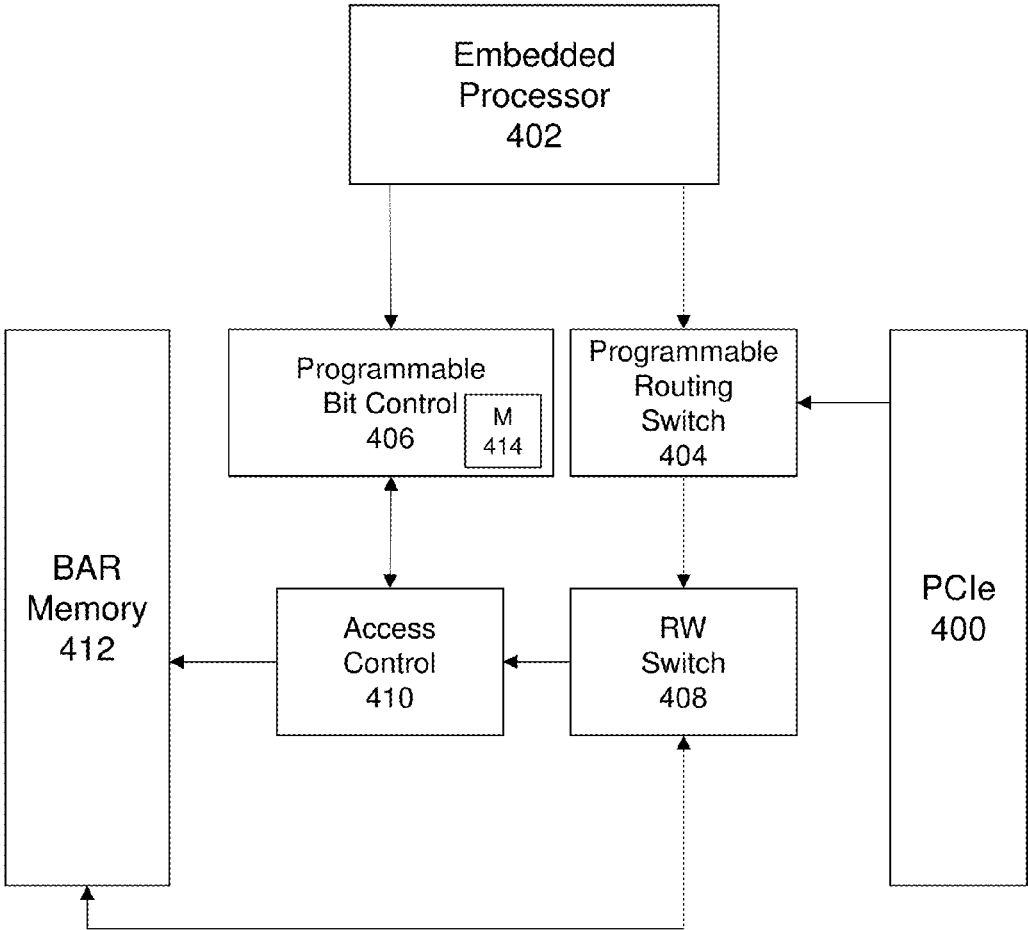 Embedded
Processor
402
Programmable
Bit Control
406
M
414
Programmable
Routing
Switch
404
BAR
Memory
412
PCIe
400
Access
Control
410
RW
Switch
408